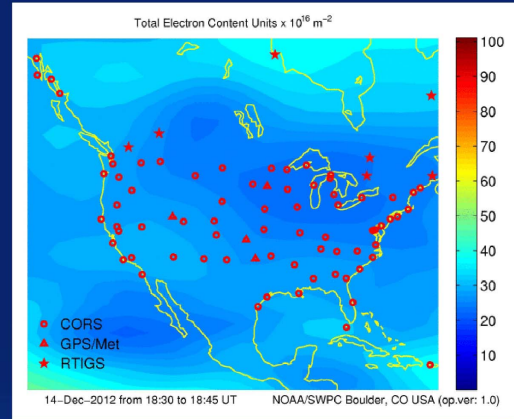 Total Electron Content Units x 10^16 m^-2
100
90
80
70
60
50
40
30
20
10
CORS
GPS/Met
RTIGS
14-Dec-2012 from 18:30 to 18:45 UT NOAA/SWPC Boulder, CO USA (op.ver: 1.0)